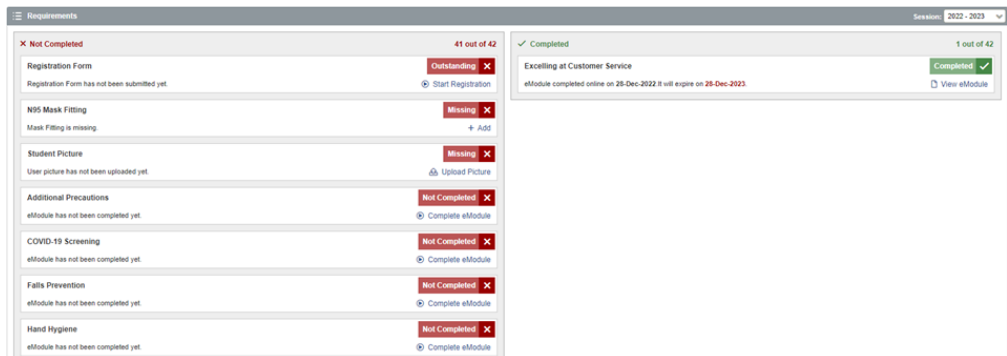 Requirements
Session: 2022 - 2023
Not Completed 41 out of 42
Registration Form Outstanding
Registration Form has not been submitted yet. Start Registration
N95 Mask Fitting Missing
Mask Fitting is missing. + Add
Student Picture Missing
User picture has not been uploaded yet. Upload Picture
Additional Precautions Not Completed
eModule has not been completed yet. Complete eModule
COVID-19 Screening Not Completed
eModule has not been completed yet. Complete eModule
Falls Prevention Not Completed
eModule has not been completed yet. Complete eModule
Hand Hygiene Not Completed
eModule has not been completed yet. Complete eModule
Completed 1 out of 42
Excelling at Customer Service Completed
eModule completed online on 28-Dec-2022.It will expire on 28-Dec-2023. View eModule